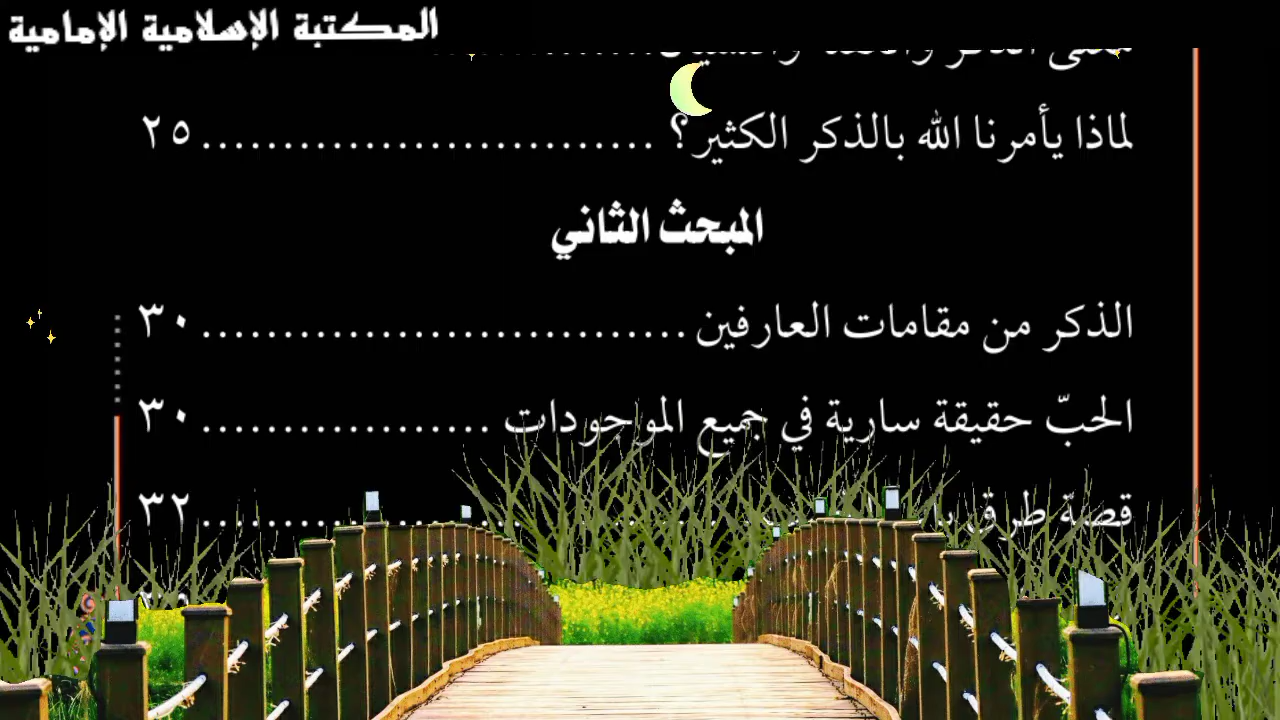 المكتبة الإسلامية الإمامية
لماذا يأمرنا الله بالذكر الكثير؟ ............................ ٢٥
المبحث الثاني
الذكر من مقامات العارفين .............................. ٣٠
الحبّ حقيقة سارية في جميع الموجودات .................. ٣٠
قصة ٣٢